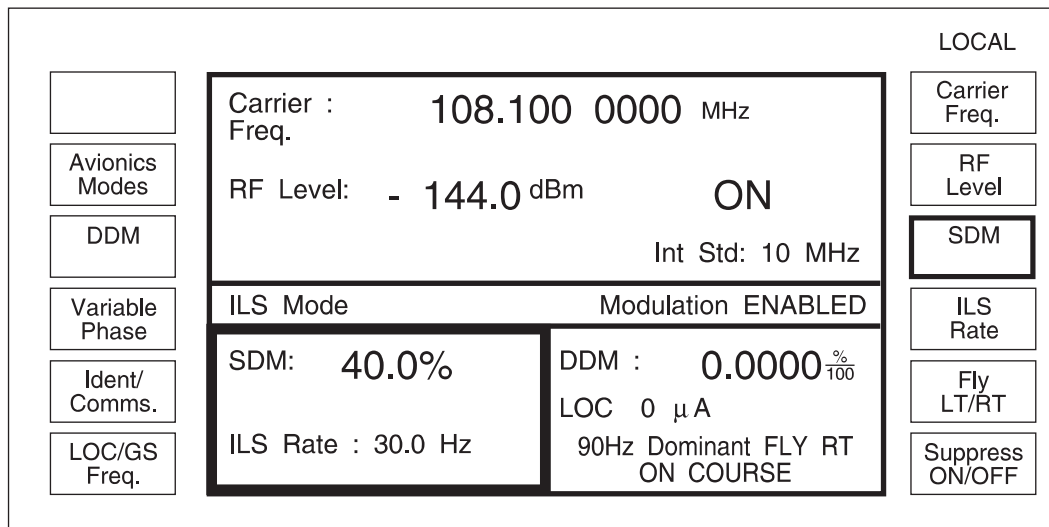 LOCAL
Avionics
Modes
DDM
Variable
Phase
Ident/
Comms.
LOC/GS
Freq.
Carrier :
Freq.
108.100 0000 MHz
RF Level: - 144.0 dBm ON
Int Std: 10 MHz
ILS Mode Modulation ENABLED
SDM: 40.0%
ILS Rate : 30.0 Hz
DDM : 0.0000 %/100
LOC 0 μA
90Hz Dominant FLY RT
ON COURSE
Carrier
Freq.
RF
Level
SDM
ILS
Rate
Fly
LT/RT
Suppress
ON/OFF